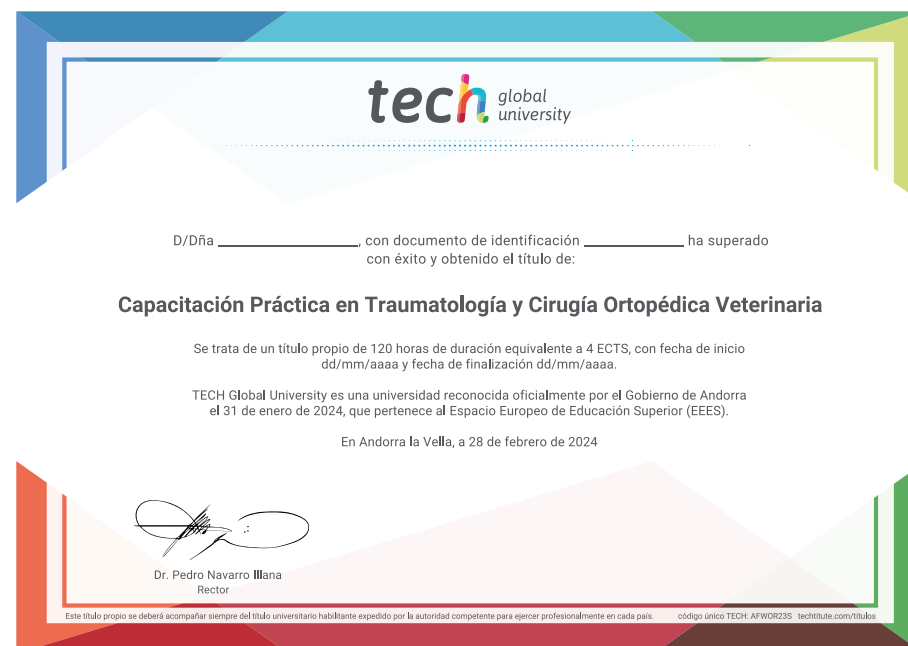 tech global
university
D/Dña ______________, con documento de identificación __________ ha superado
con éxito y obtenido el título de:
Capacitación Práctica en Traumatología y Cirugía Ortopédica Veterinaria
Se trata de un título propio de 120 horas de duración equivalente a 4 ECTS, con fecha de inicio
dd/mm/aaaa y fecha de finalización dd/mm/aaaa.
TECH Global University es una universidad reconocida oficialmente por el Gobierno de Andorra
el 31 de enero de 2024, que pertenece al Espacio Europeo de Educación Superior (EEES).
En Andorra la Vella, a 28 de febrero de 2024
Dr. Pedro Navarro Illana
Rector
Este título propio se deberá acompañar siempre del título universitario habilitante expedido por la autoridad competente para ejercer profesionalmente en cada país. código único TECH: AFWOR23S techtitute.com/titulos